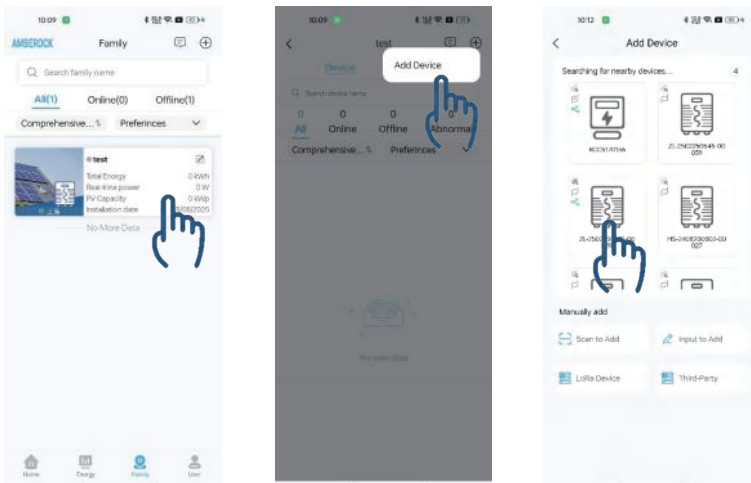 10:09
AMBEROCK
Family
Search family name
All(1)
Online(0)
Offline(1)
Comprehensive...
Preferinces
test
Total Energy
0 kWh
Real-time power
0 W
PV Capacity
0 kWp
Installation date
/2025
No More Data
Home
Energy
Family
User
10:09
test
Device
Add Device
Search device name
0
0
0
0
All
Online
Offline
Abnormal
Comprehensive...
Preferinces
No more data
10:12
Add Device
Searching for nearby devices...
4
Manually add
Scan to Add
Input to Add
LoRa Device
Third-Party